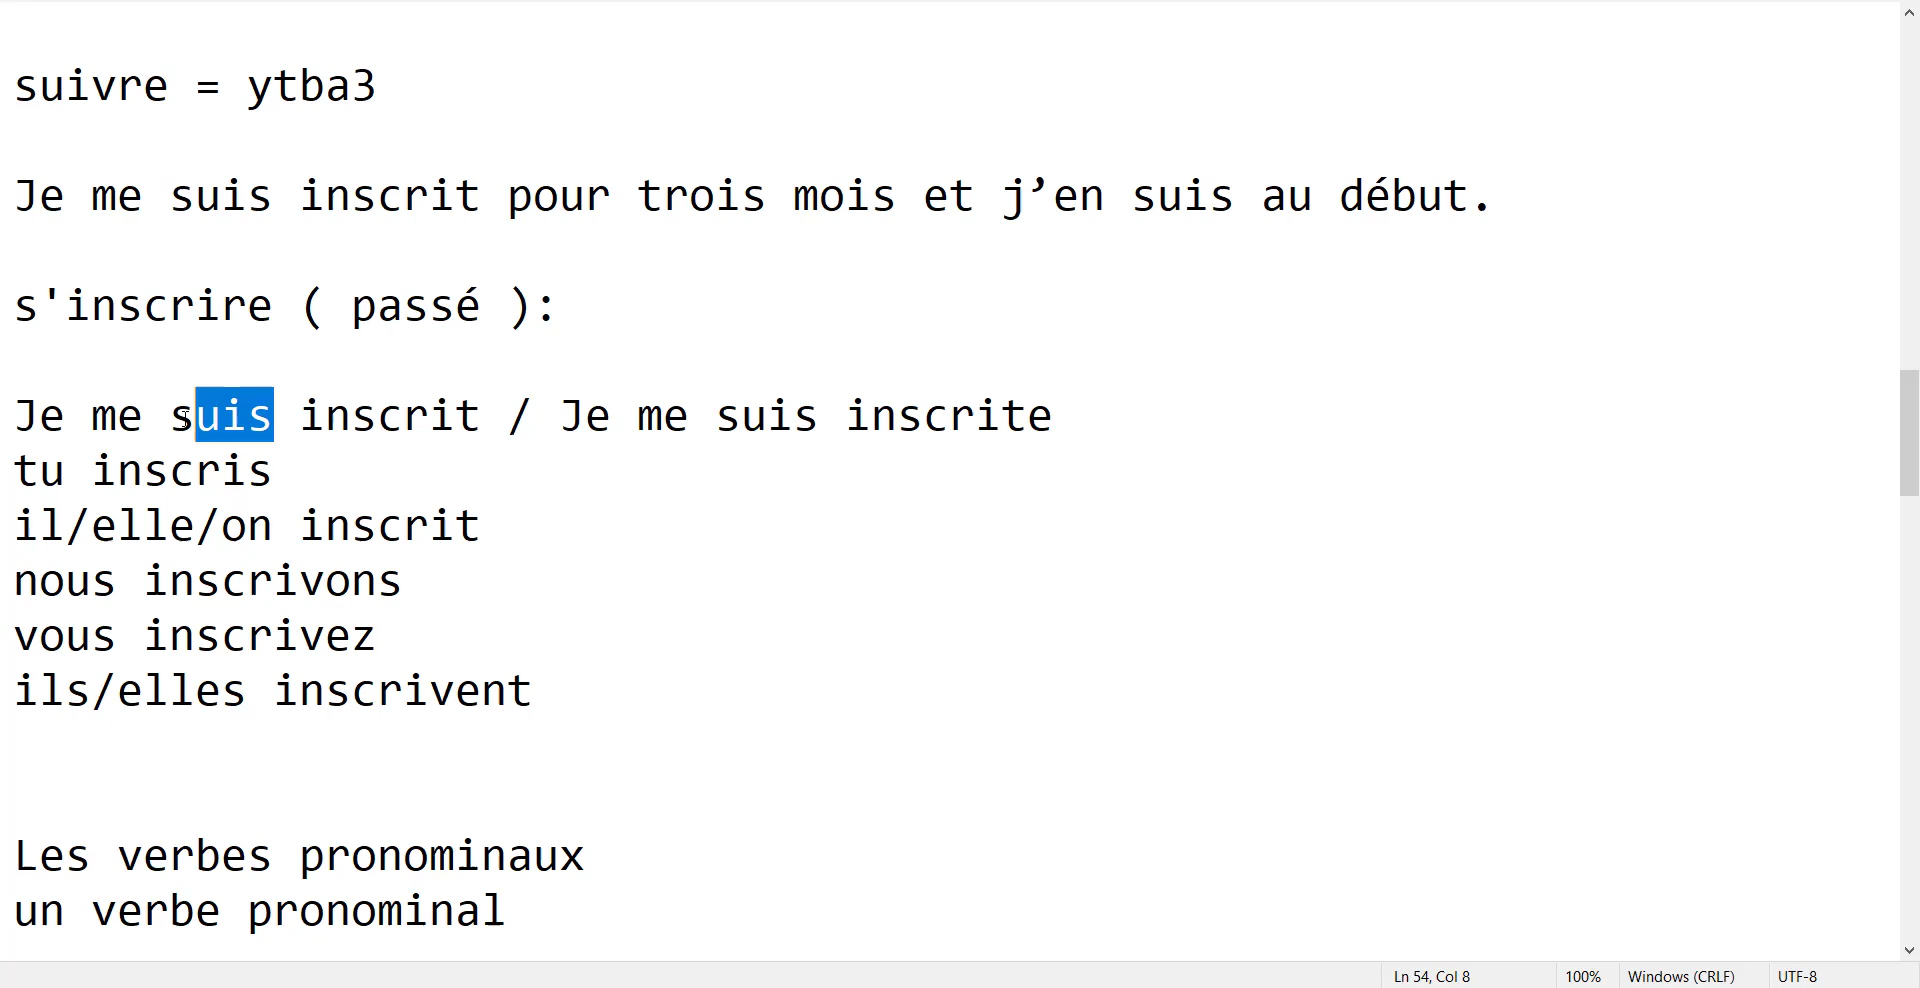 suivre = ytba3
Je me suis inscrit pour trois mois et j’en suis au début.
s'inscrire ( passé ):
Je me suis inscrit / Je me suis inscrite
tu inscris
il/elle/on inscrit
nous inscrivons
vous inscrivez
ils/elles inscrivent
Les verbes pronominaux
un verbe pronominal
Ln 54, Col 8 100% Windows (CRLF) UTF-8